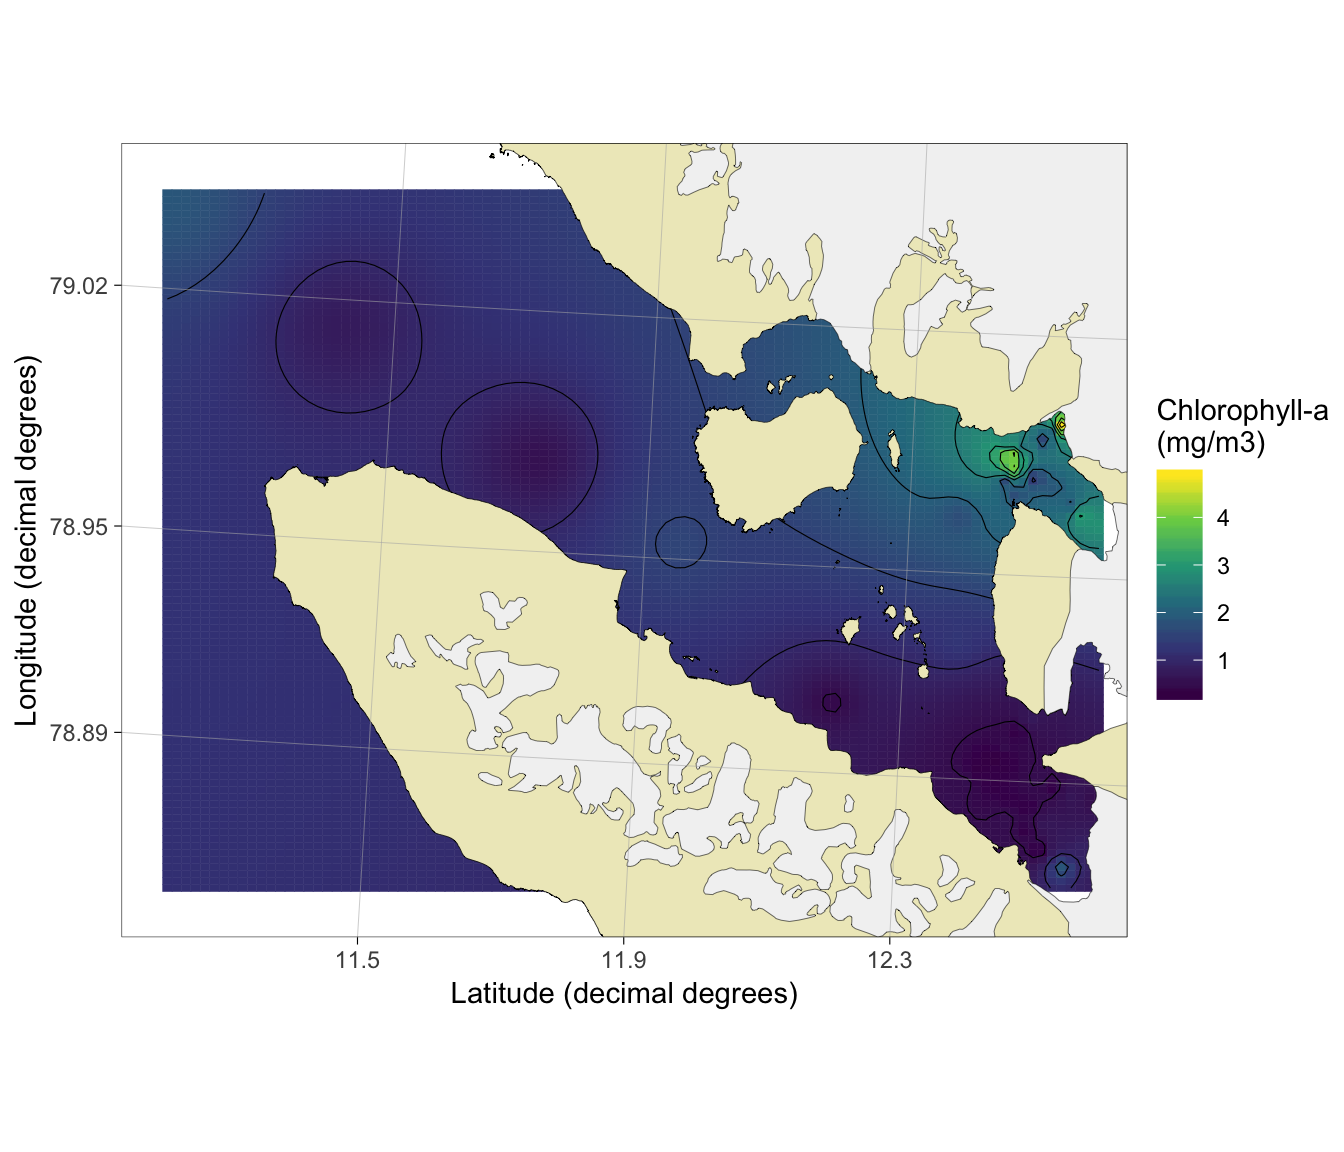 79.02
78.95
78.89
Longitude (decimal degrees)
11.5
11.9
12.3
Latitude (decimal degrees)
Chlorophyll-a
(mg/m3)
4
3
2
1